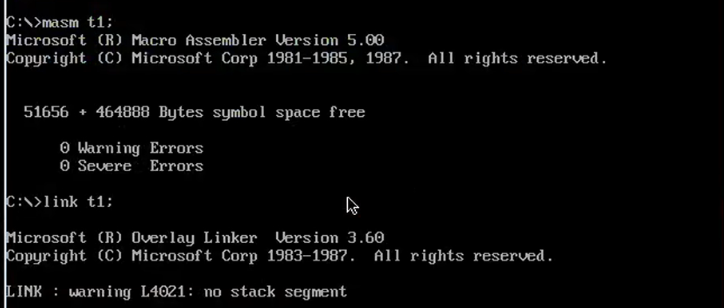 C:\>masm t1;
Microsoft (R) Macro Assembler Version 5.00
Copyright (C) Microsoft Corp 1981-1985, 1987.  All rights reserved.
51656 + 464888 Bytes symbol space free
0 Warning Errors
0 Severe  Errors
C:\>link t1;
Microsoft (R) Overlay Linker  Version 3.60
Copyright (C) Microsoft Corp 1983-1987.  All rights reserved.
LINK : warning L4021: no stack segment